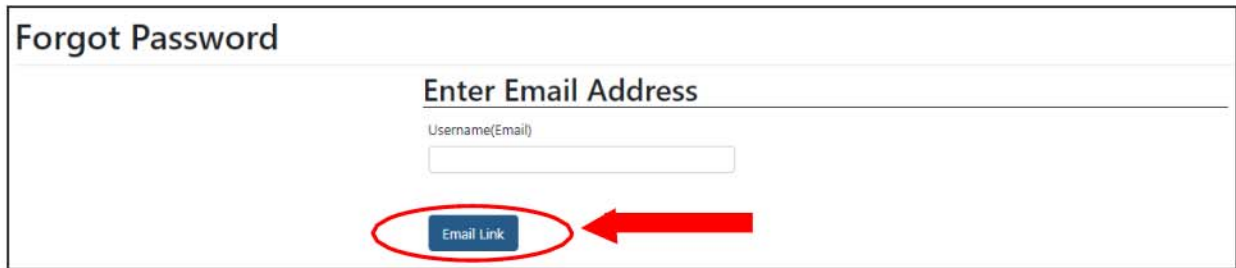 Forgot Password
Enter Email Address
Username(Email)
Email Link